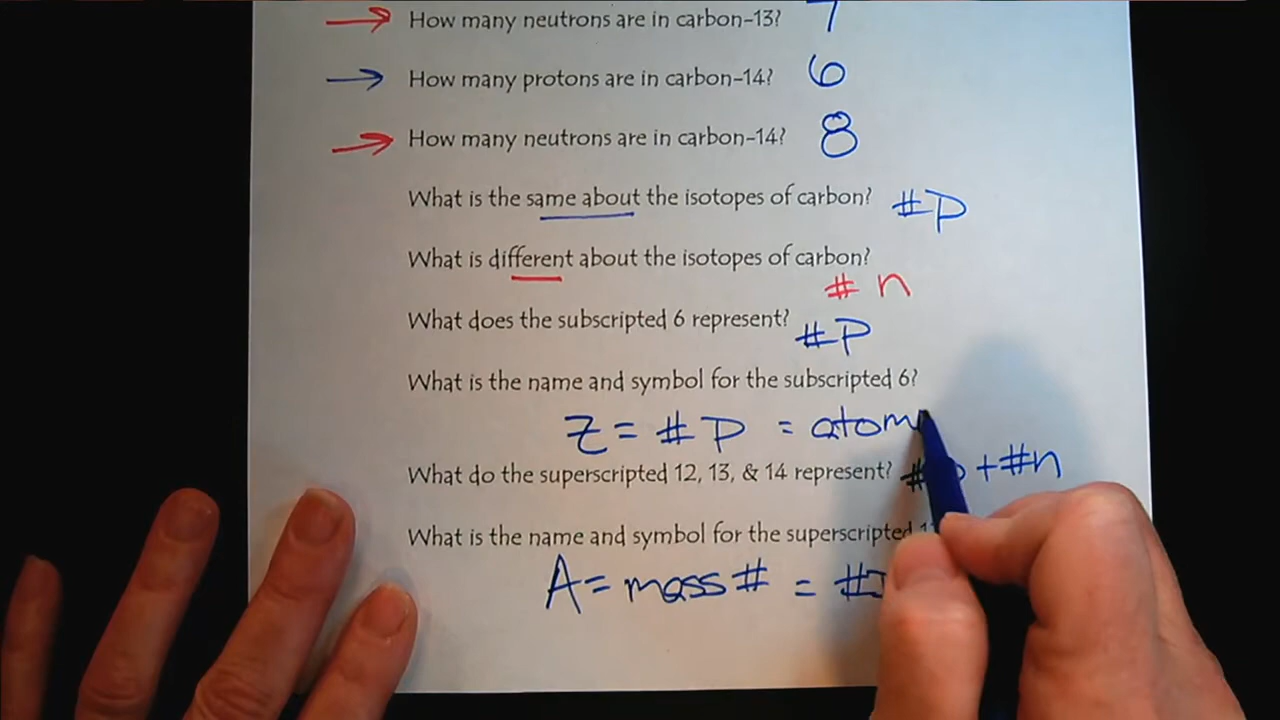 How many neutrons are in carbon-13? 7
How many protons are in carbon-14? 6
How many neutrons are in carbon-14? 8
What is the same about the isotopes of carbon? #P
What is different about the isotopes of carbon?
# n
What does the subscripted 6 represent? #P
What is the name and symbol for the subscripted 6?
Z = # P = atom
What do the superscripted 12, 13, & 14 represent? # +#n
What is the name and symbol for the superscripted
A = mass # = #